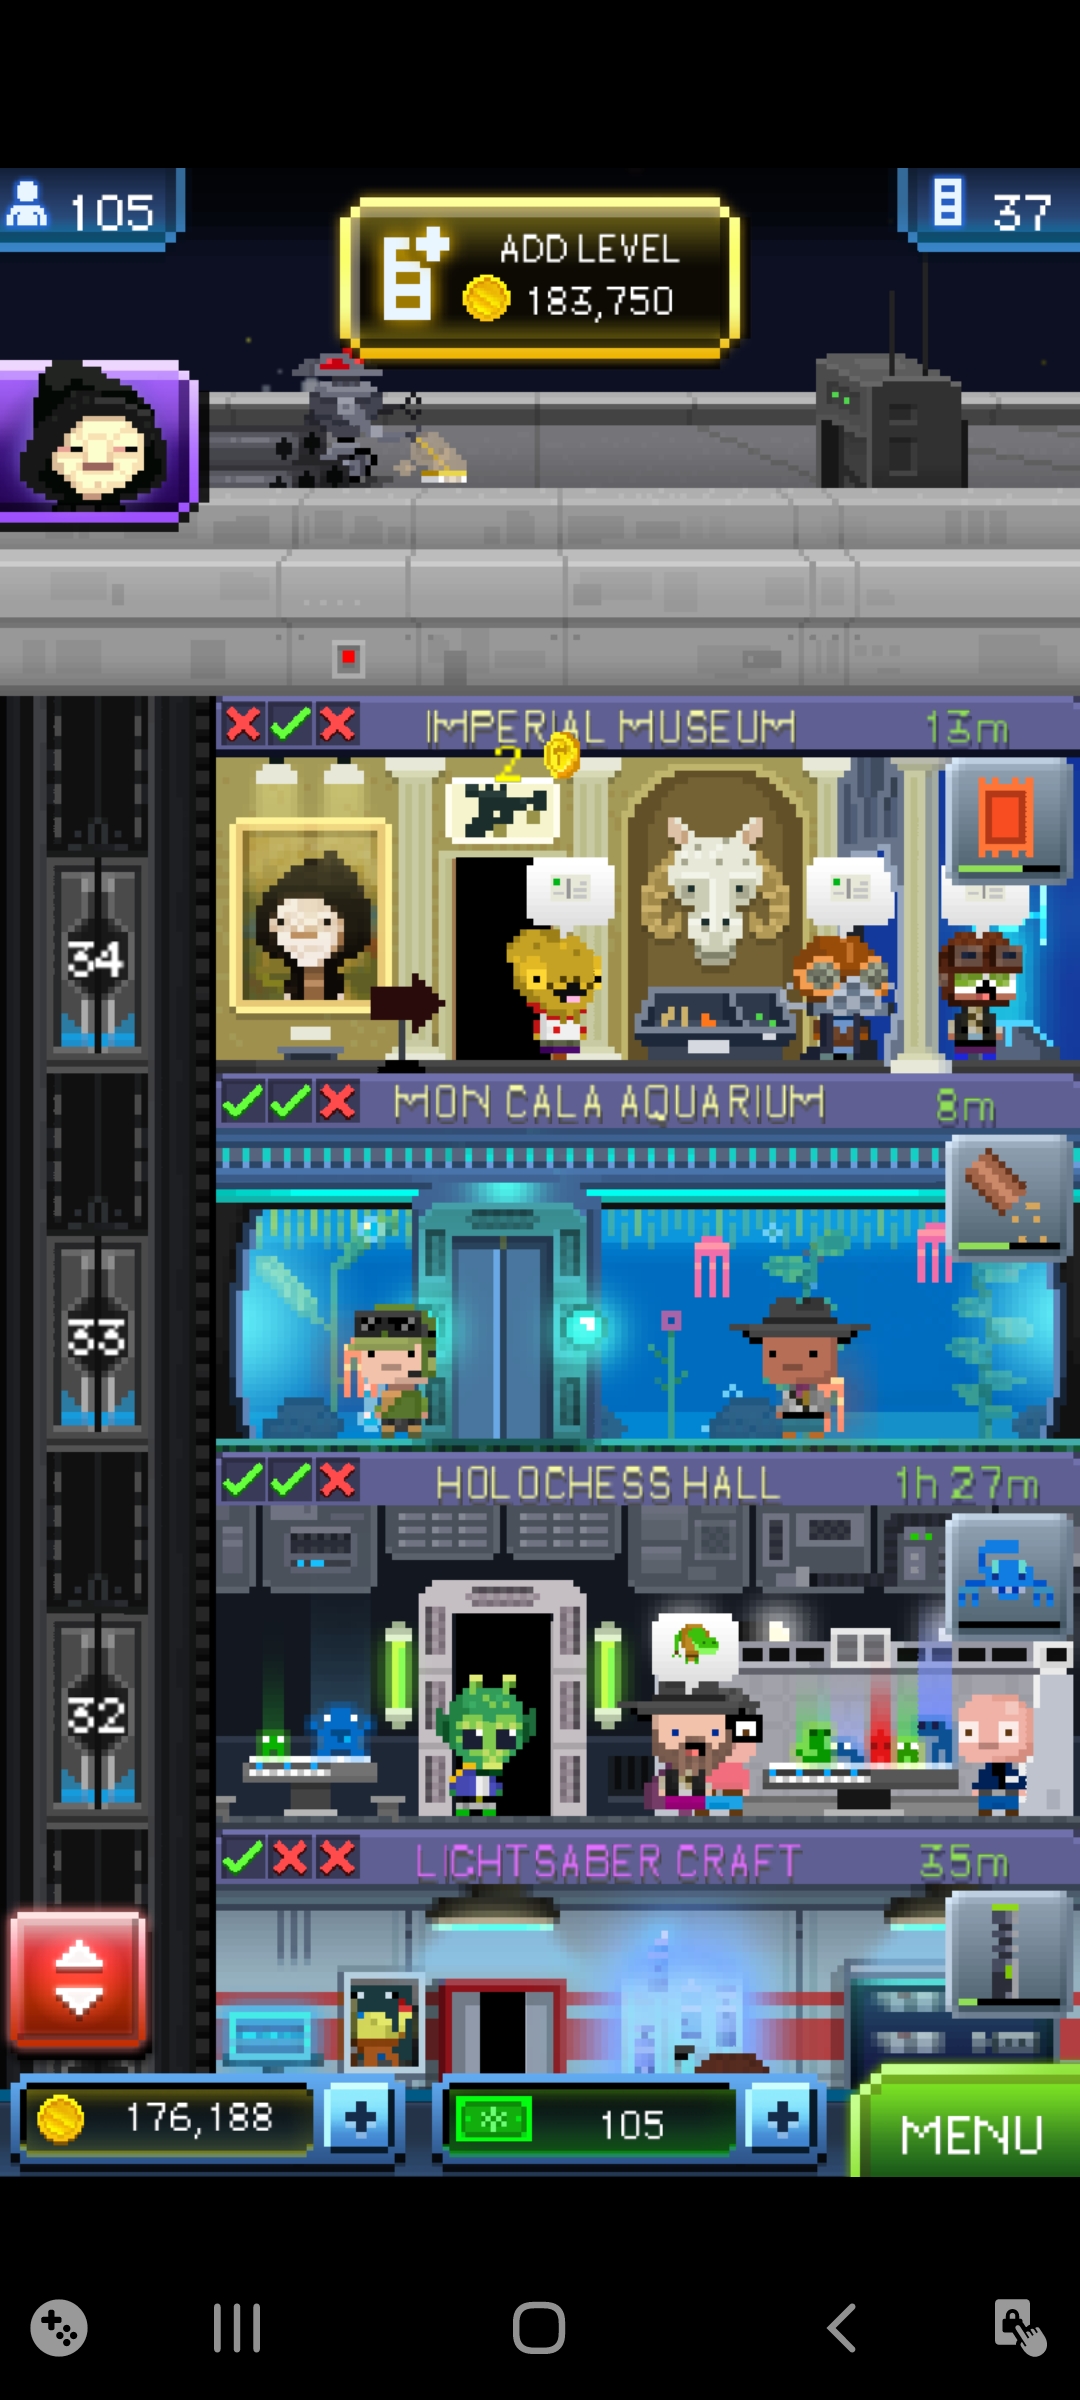 105
ADD LEVEL
183,750
37
IMPERIAL MUSEUM 13m
2
34
MON CALA AQUARIUM 8m
33
HOLOCHESS HALL 1h 27m
32
LIGHTSABER CRAFT 35m
176,188
105
MENU